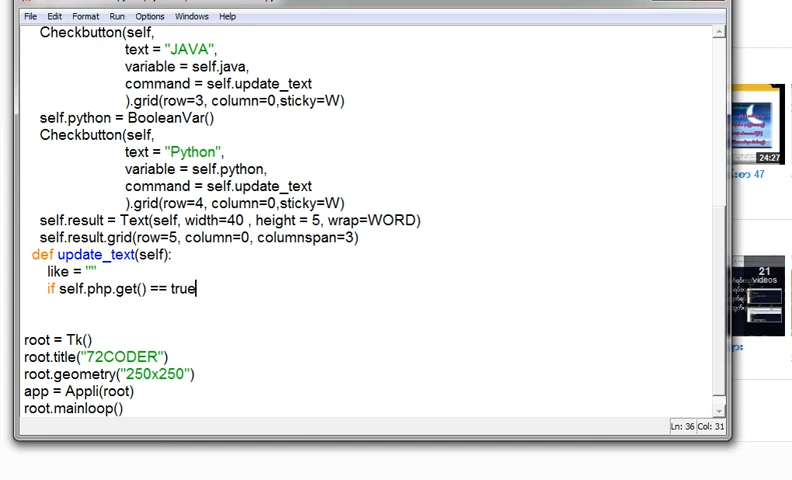 File Edit Format Run Options Windows Help
Checkbutton(self,
text = "JAVA",
variable = self.java,
command = self.update_text
).grid(row=3, column=0,sticky=W)
self.python = BooleanVar()
Checkbutton(self,
text = "Python",
variable = self.python,
command = self.update_text
).grid(row=4, column=0,sticky=W)
self.result = Text(self, width=40 , height = 5, wrap=WORD)
self.result.grid(row=5, column=0, columnspan=3)
def update_text(self):
like = ""
if self.php.get() == true
root = Tk()
root.title("72CODER")
root.geometry("250x250")
app = Appli(root)
root.mainloop()
Ln: 36 Col: 31
24:27
47
21
videos